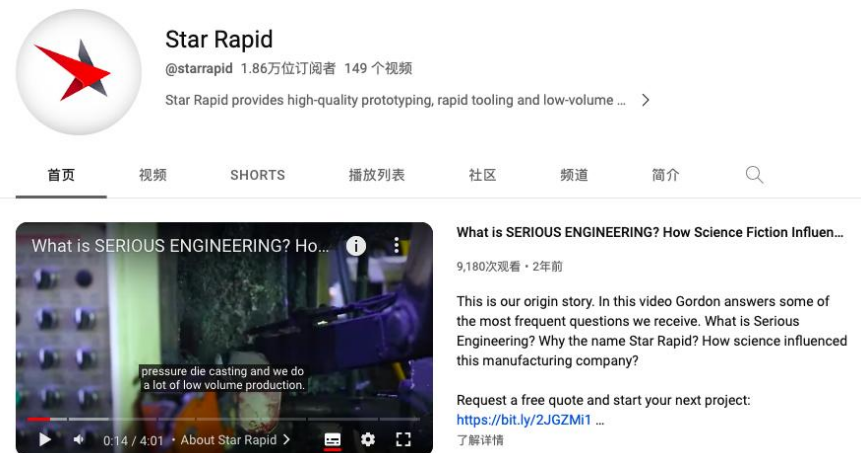 Star Rapid
@starrapid 1.86万位订阅者 149 个视频
Star Rapid provides high-quality prototyping, rapid tooling and low-volume ...
首页 视频 SHORTS 播放列表 社区 频道 简介
What is SERIOUS ENGINEERING? Ho...
pressure die casting and we do
a lot of low volume production.
0:14 / 4:01 • About Star Rapid
What is SERIOUS ENGINEERING? How Science Fiction Influen...
9,180次观看 • 2年前
This is our origin story. In this video Gordon answers some of
the most frequent questions we receive. What is Serious
Engineering? Why the name Star Rapid? How science influenced
this manufacturing company?
Request a free quote and start your next project:
https://bit.ly/2JGZMi1 ...
了解详情